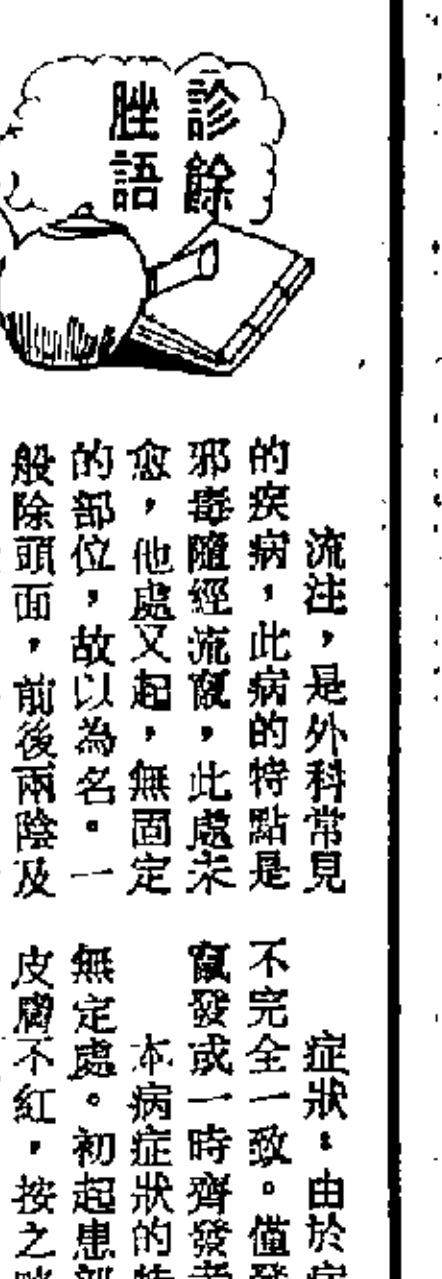 診餘
脞語
流注，是外科常見
的疾病，此病的特點是
邪毒隨經流竄，此處未
愈，他處又起，無固定
的部位，故以為名。一
般除頭面，前後兩陰及
症狀：由於病
不完全一致。僅發
竄發或一時齊發者
本病症狀的特
無定處。初起患部
皮膚不紅，按之